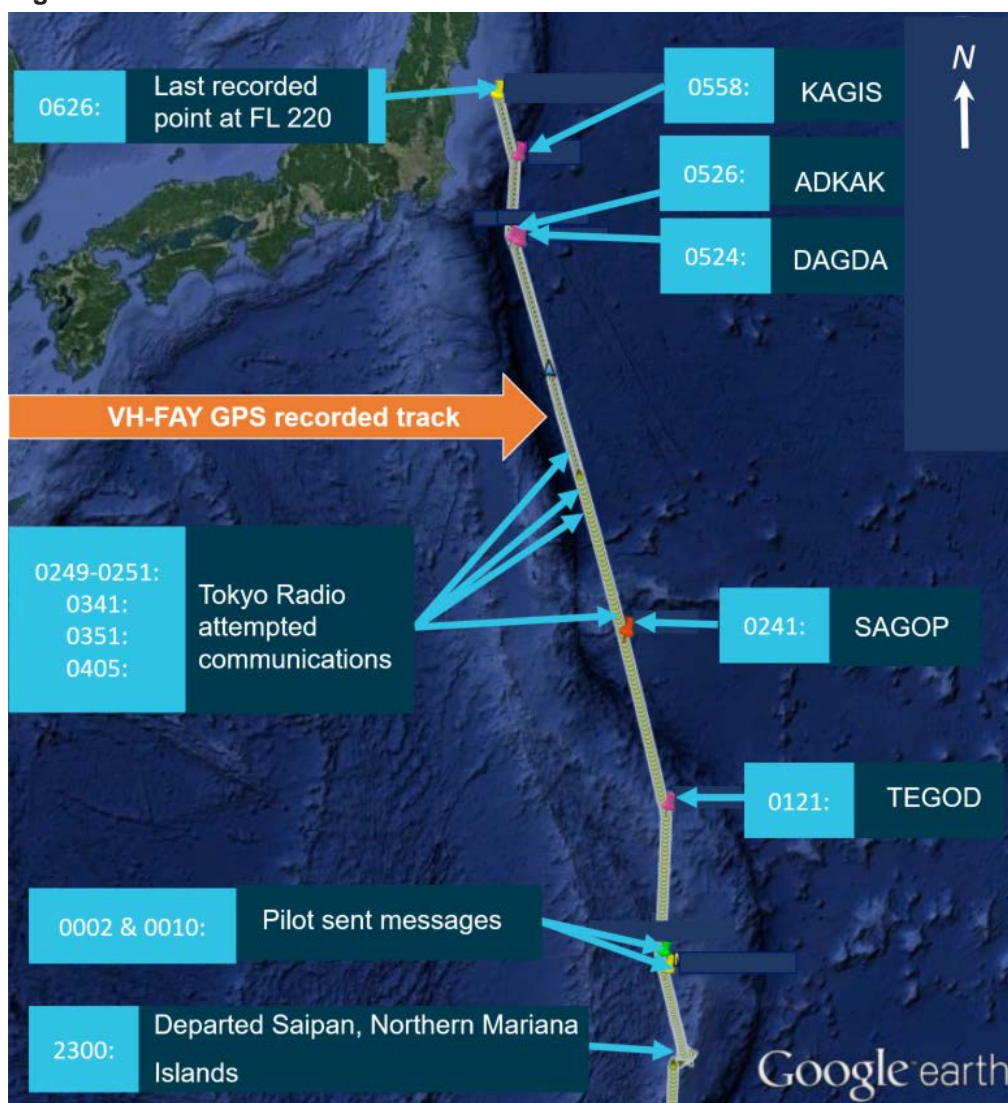 N
0626:
Last recorded
point at FL 220
0558:
KAGIS
0526:
ADKAK
0524:
DAGDA
VH-FAY GPS recorded track
0249-0251:
0341:
0351:
0405:
Tokyo Radio
attempted
communications
0241:
SAGOP
0121:
TEGOD
0002 & 0010:
Pilot sent messages
2300:
Departed Saipan, Northern Mariana
Islands
Google earth